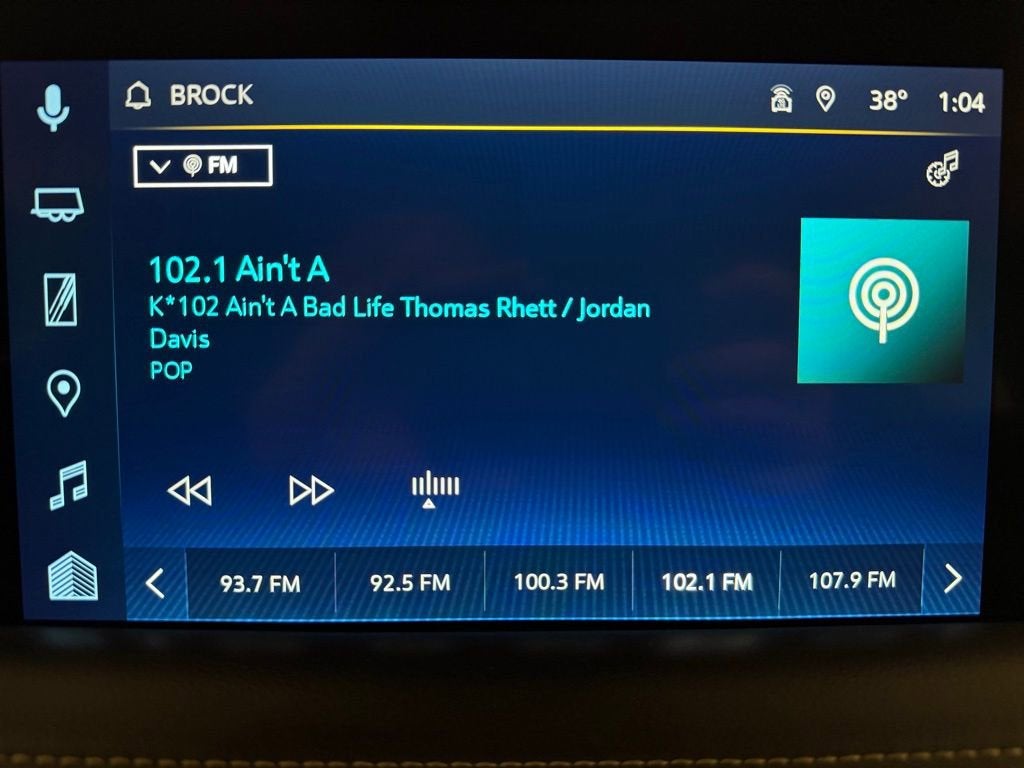 BROCK
38° 1:04
FM
102.1 Ain't A
K*102 Ain't A Bad Life Thomas Rhett / Jordan
Davis
POP
93.7 FM 92.5 FM 100.3 FM 102.1 FM 107.9 FM